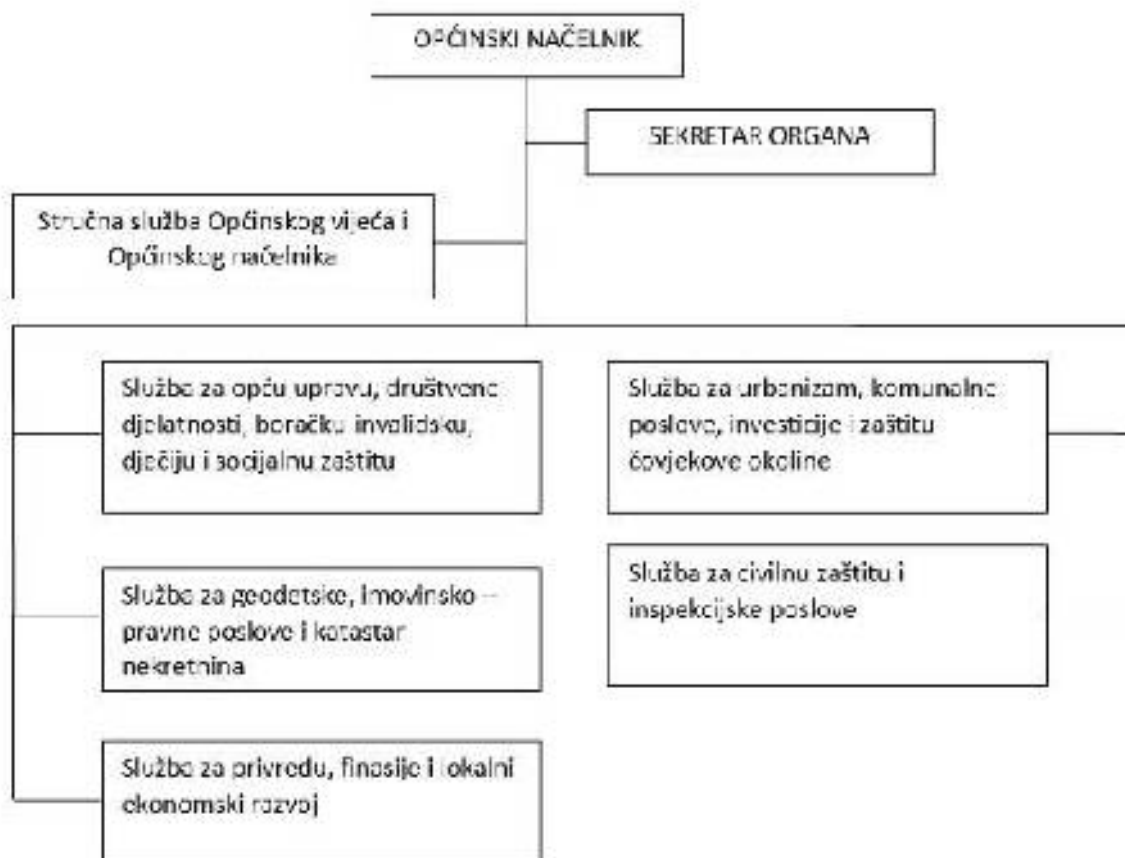 OPĆINSKI NAČELNIK
SEKRETAR ORGANA
Stručna služba Općinskog vijeća i
Općinskog načelnika
Služba za opću upravu, društvene
djelatnosti, boračku invalidsku,
dječiju i socijalnu zaštitu
Služba za urbanizam, komunalne
poslove, investicije i zaštitu
čovjekove okoline
Služba za geodetske, imovinsko –
pravne poslove i katastar
nekretnina
Služba za civilnu zaštitu i
inspekcijske poslove
Služba za privredu, finasije i lokalni
ekonomski razvoj